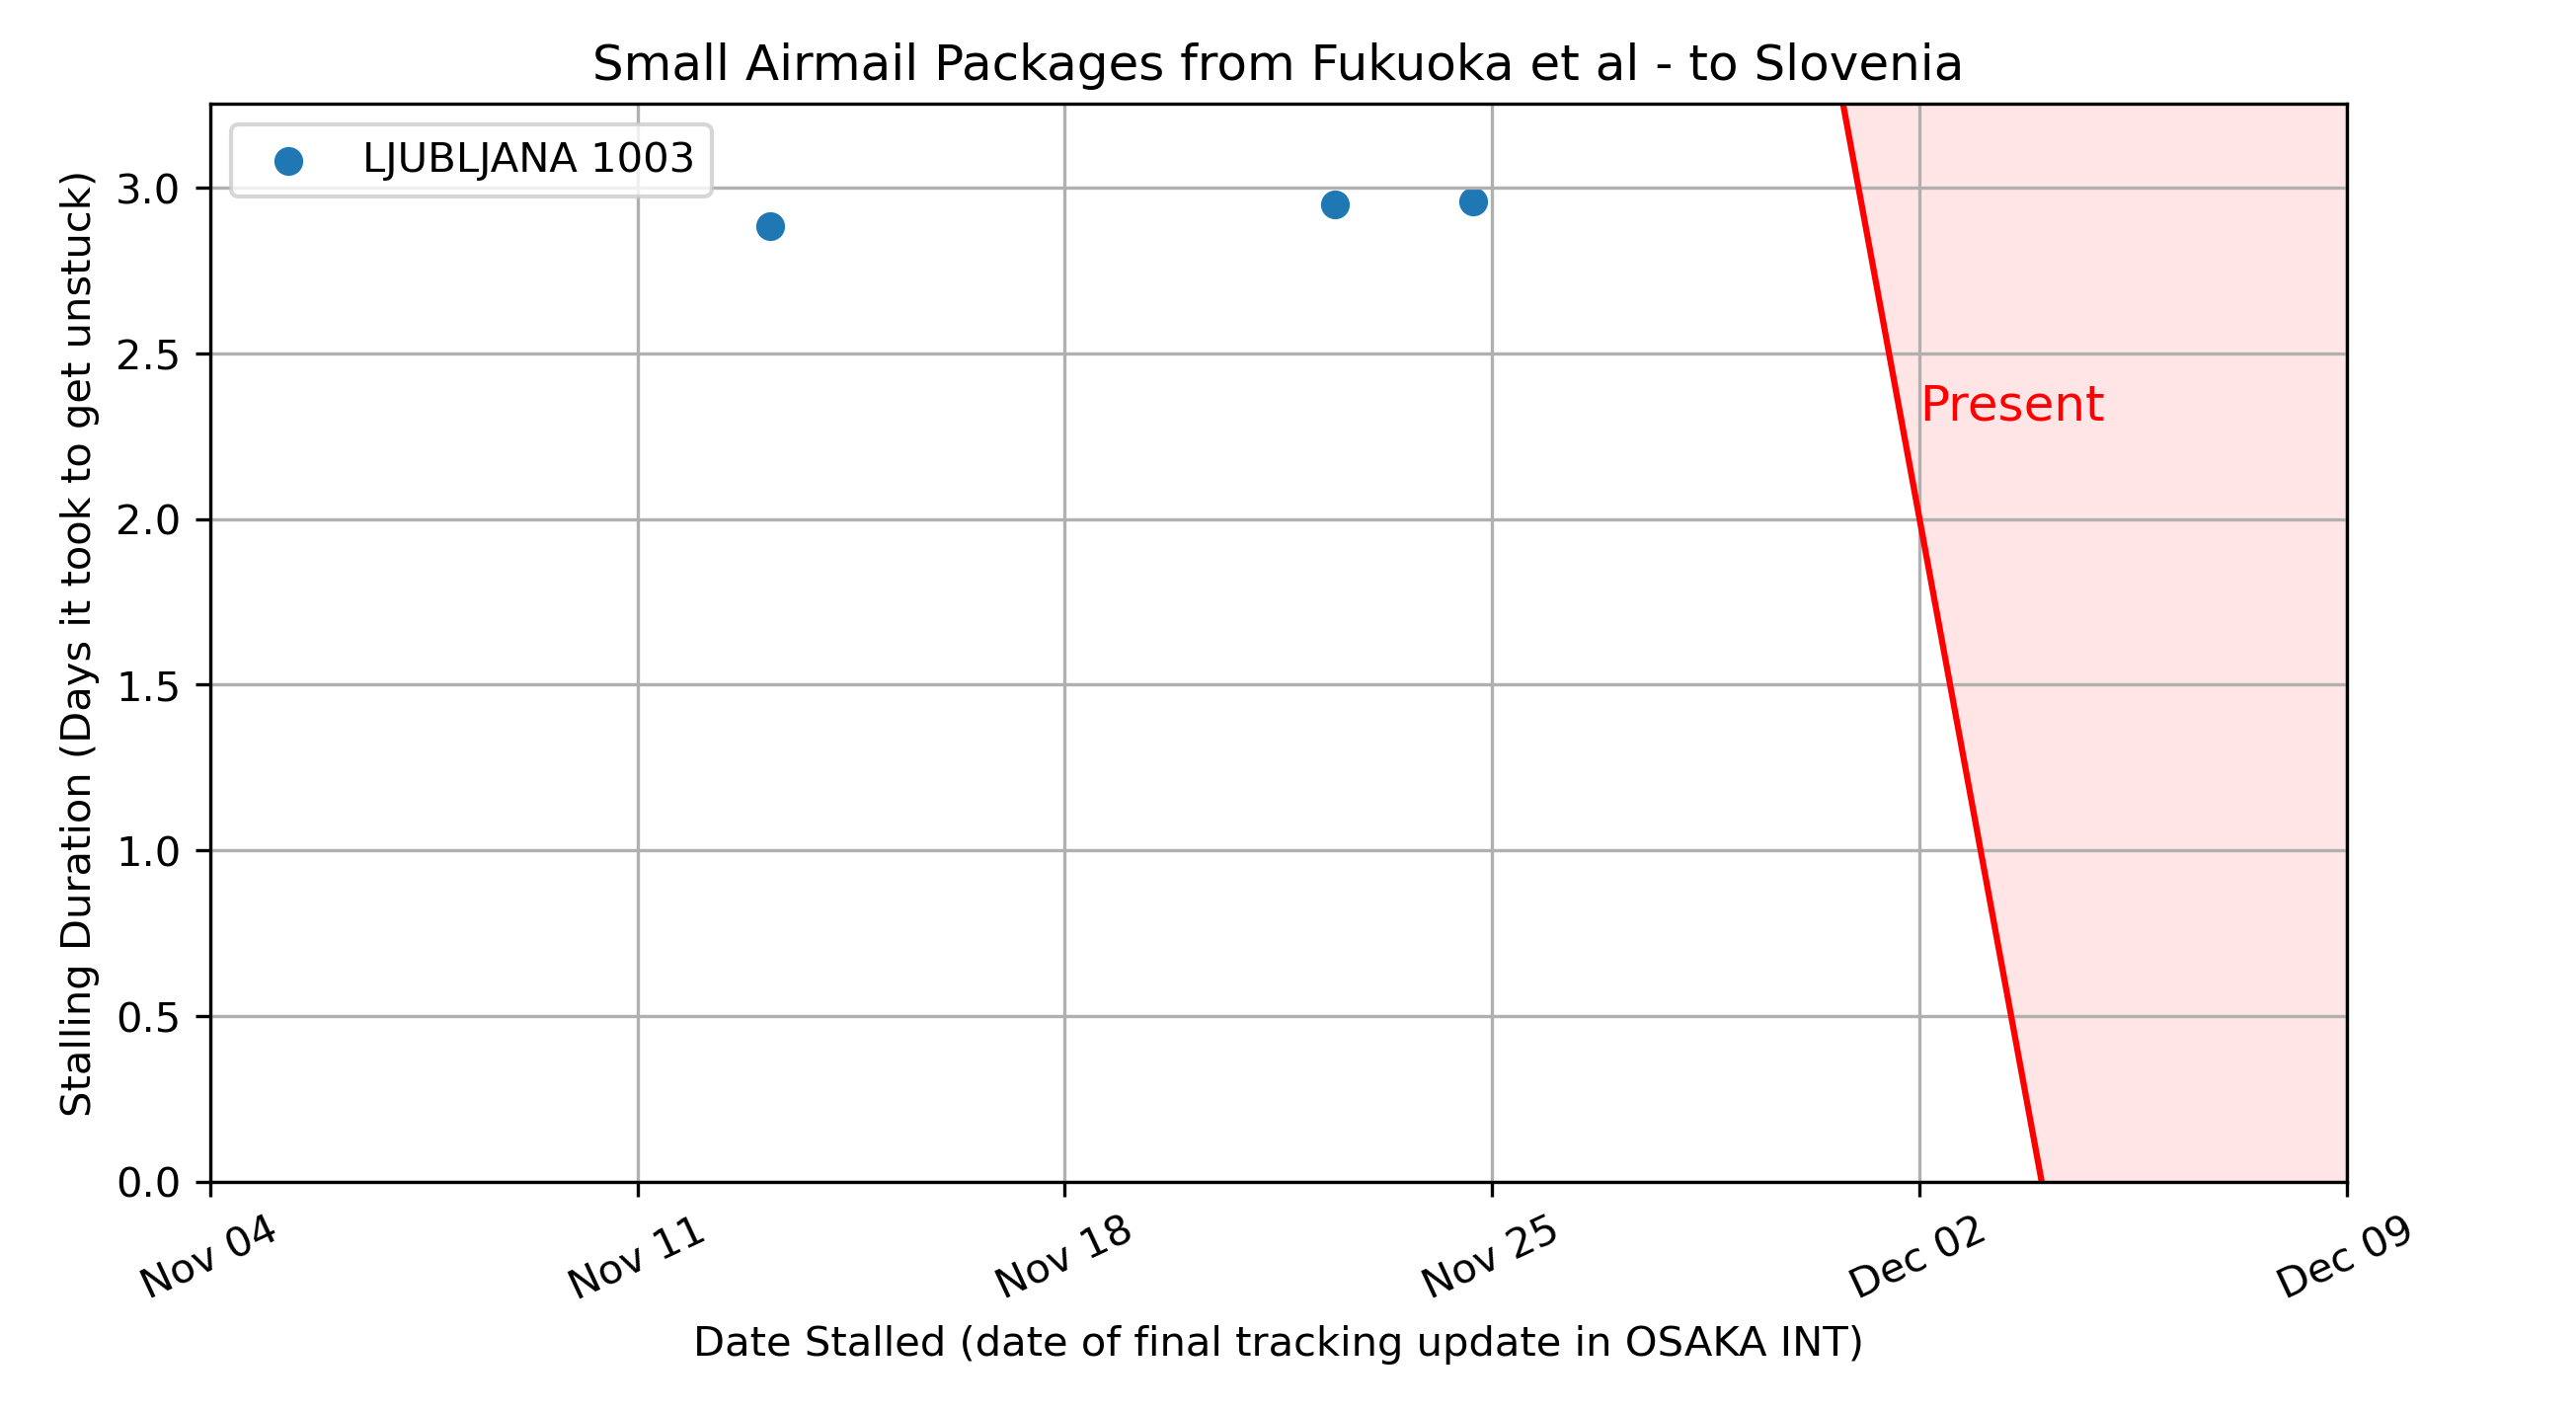 Small Airmail Packages from Fukuoka et al - to Slovenia
LJUBLJANA 1003
Stalling Duration (Days it took to get unstuck)
3.0
2.5
2.0
1.5
1.0
0.5
0.0
Present
Nov 04
Nov 11
Nov 18
Nov 25
Dec 02
Dec 09
Date Stalled (date of final tracking update in OSAKA INT)